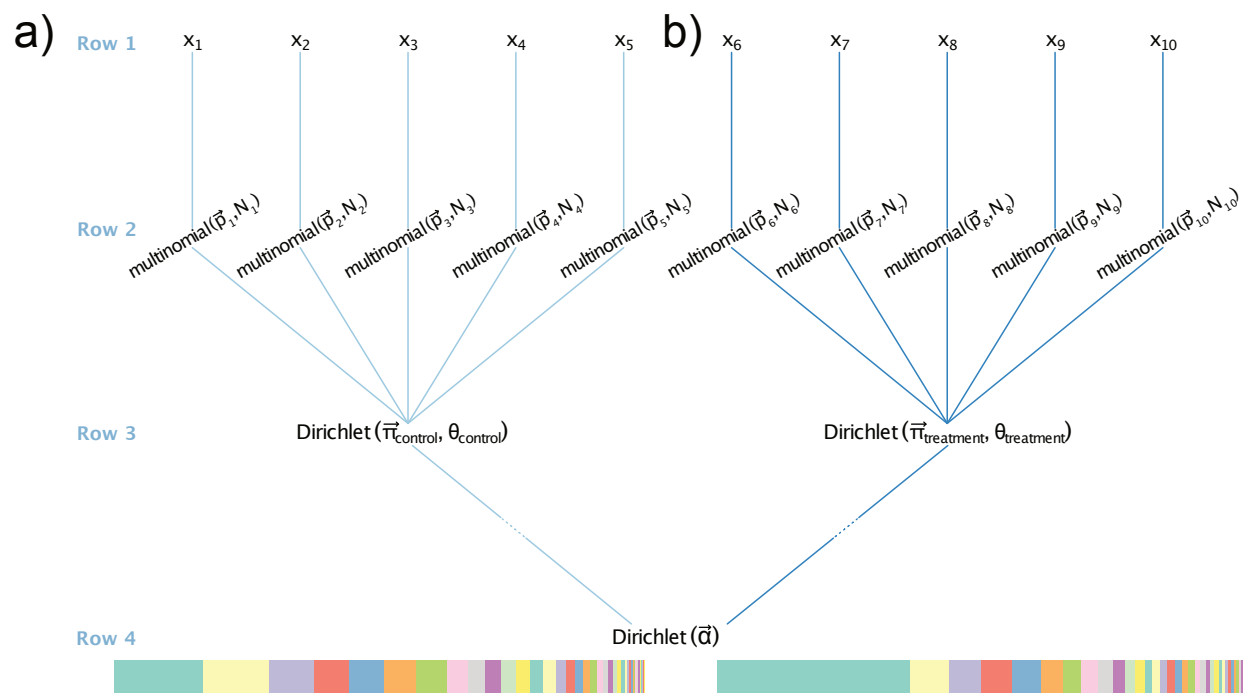 a)
b)
Row 1 x₁ x₂ x₃ x₄ x₅ x₆ x₇ x₈ x₉ x₁₀
Row 2 multinomial(p⃗₁,N₁) multinomial(p⃗₂,N₂) multinomial(p⃗₃,N₃) multinomial(p⃗₄,N₄) multinomial(p⃗₅,N₅) multinomial(p⃗₆,N₆) multinomial(p⃗₇,N₇) multinomial(p⃗₈,N₈) multinomial(p⃗₉,N₉) multinomial(p⃗₁₀,N₁₀)
Row 3 Dirichlet (π⃗control, θcontrol) Dirichlet (π⃗treatment, θtreatment)
Row 4 Dirichlet (α⃗)